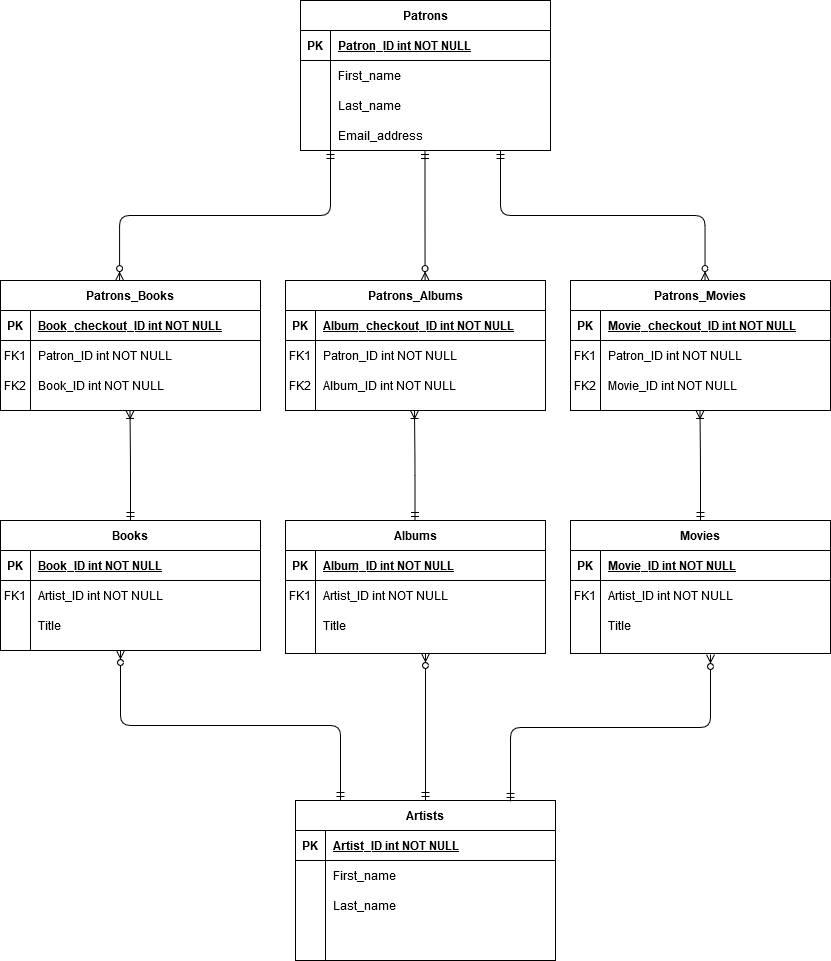 Patrons
PK Patron_ID int NOT NULL
First_name
Last_name
Email_address
Patrons_Books
PK Book_checkout_ID int NOT NULL
FK1 Patron_ID int NOT NULL
FK2 Book_ID int NOT NULL
Patrons_Albums
PK Album_checkout_ID int NOT NULL
FK1 Patron_ID int NOT NULL
FK2 Album_ID int NOT NULL
Patrons_Movies
PK Movie_checkout_ID int NOT NULL
FK1 Patron_ID int NOT NULL
FK2 Movie_ID int NOT NULL
Books
PK Book_ID int NOT NULL
FK1 Artist_ID int NOT NULL
Title
Albums
PK Album_ID int NOT NULL
FK1 Artist_ID int NOT NULL
Title
Movies
PK Movie_ID int NOT NULL
FK1 Artist_ID int NOT NULL
Title
Artists
PK Artist_ID int NOT NULL
First_name
Last_name